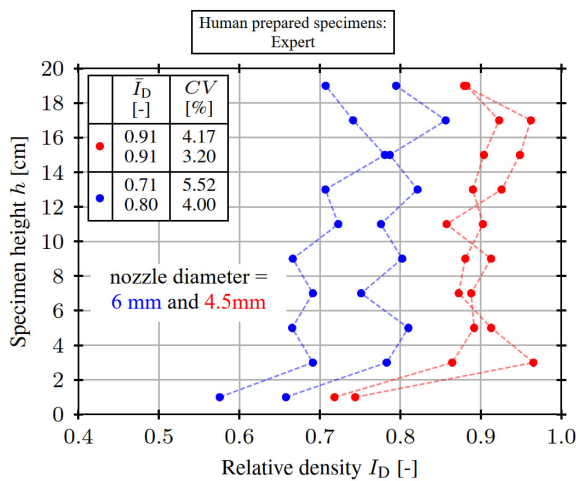 Human prepared specimens:
Expert
Ī_D CV
[-] [%]
0.91 4.17
0.91 3.20
0.71 5.52
0.80 4.00
nozzle diameter =
6 mm and 4.5mm
Specimen height h [cm]
20
18
16
14
12
10
8
6
4
2
0
0.4 0.5 0.6 0.7 0.8 0.9 1.0
Relative density I_D [-]